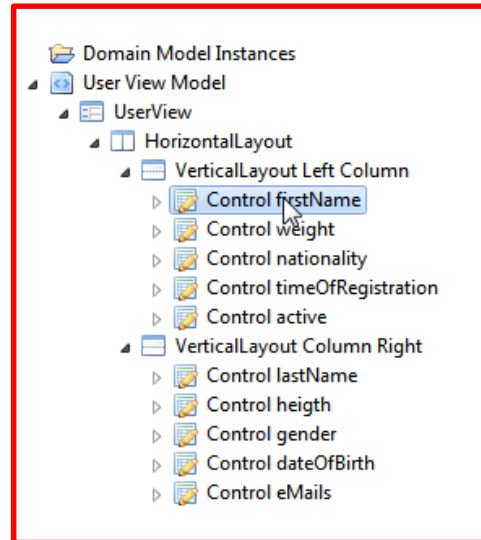 Domain Model Instances
User View Model
UserView
HorizontalLayout
VerticalLayout Left Column
Control firstName
Control weight
Control nationality
Control timeOfRegistration
Control active
VerticalLayout Column Right
Control lastName
Control heigth
Control gender
Control dateOfBirth
Control eMails